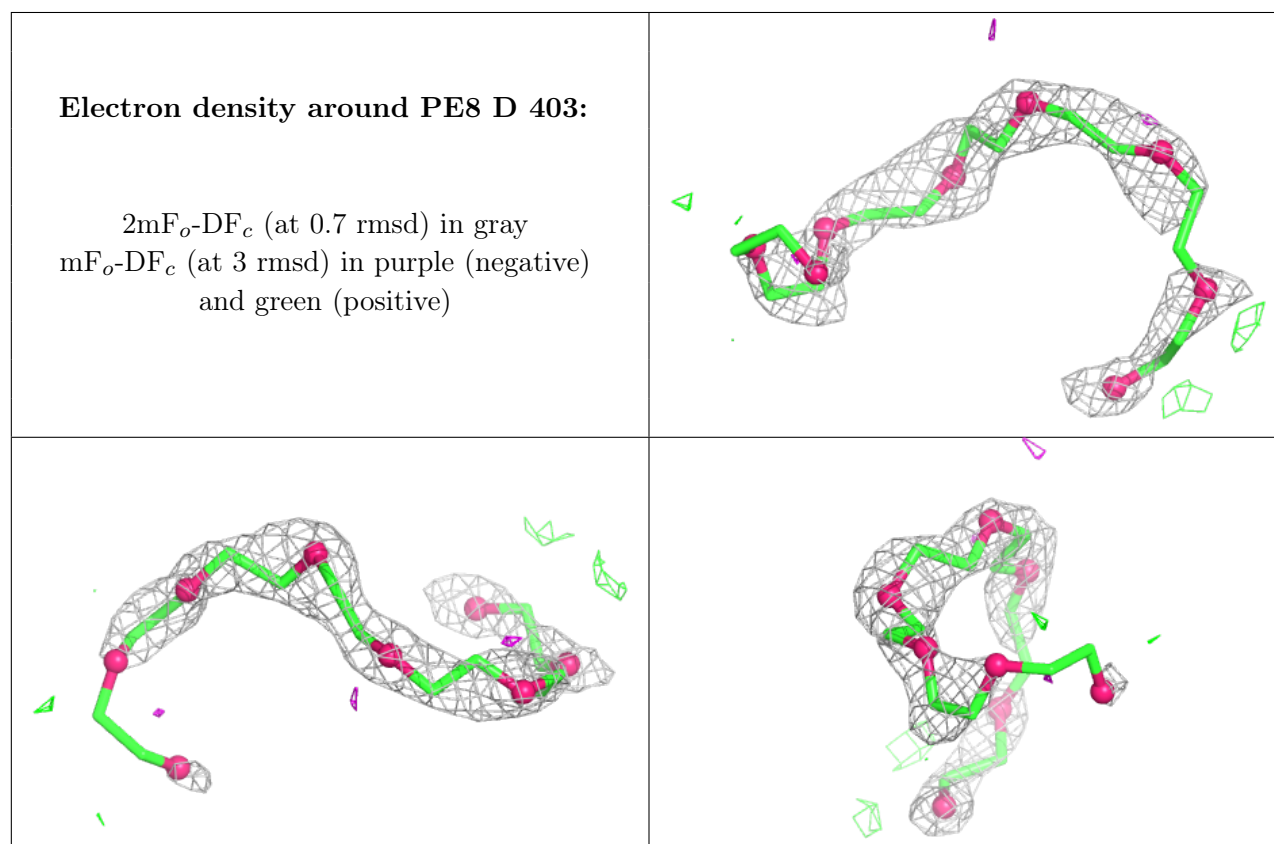 Electron density around PE8 D 403:
2mFo-DFc (at 0.7 rmsd) in gray
mFo-DFc (at 3 rmsd) in purple (negative)
and green (positive)